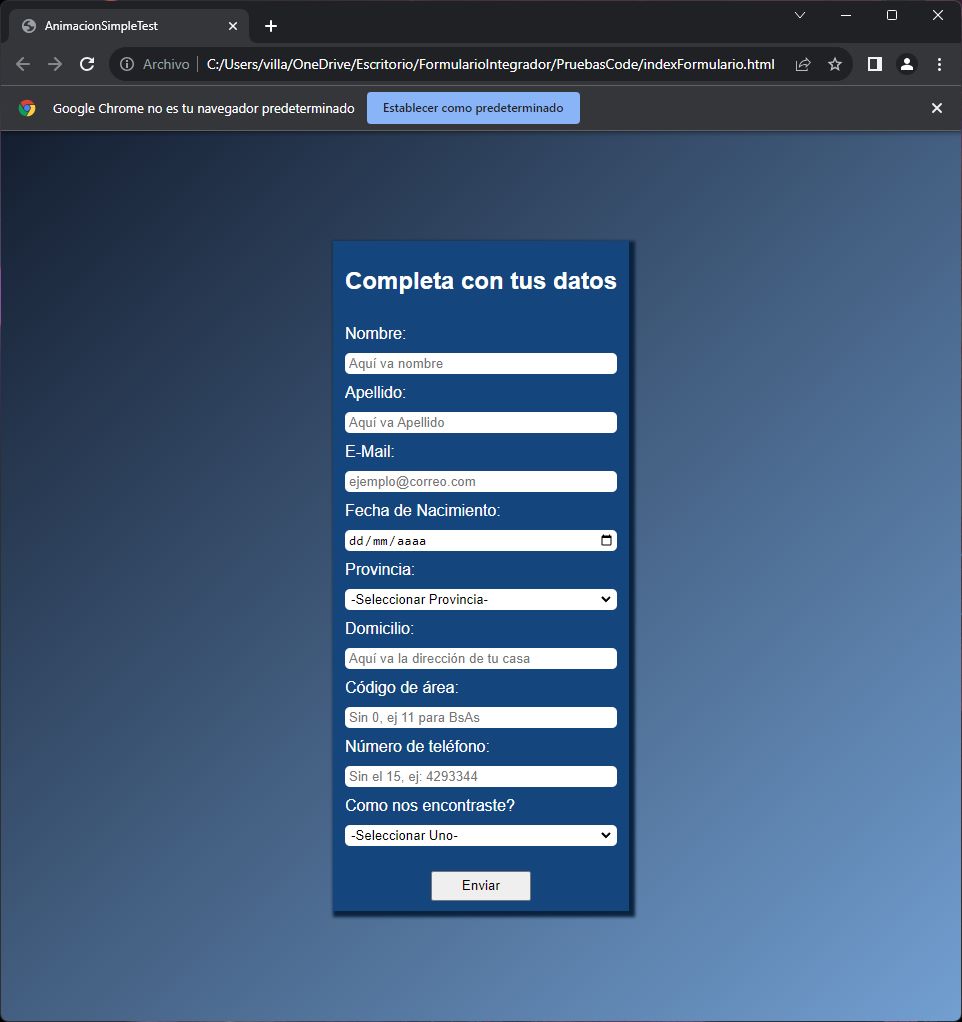 AnimacionSimpleTest
Archivo C:/Users/villa/OneDrive/Escritorio/FormularioIntegrador/PruebasCode/indexFormulario.html
Google Chrome no es tu navegador predeterminado Establecer como predeterminado
Completa con tus datos
Nombre:
Aquí va nombre
Apellido:
Aquí va Apellido
E-Mail:
ejemplo@correo.com
Fecha de Nacimiento:
dd/mm/aaaa
Provincia:
-Seleccionar Provincia-
Domicilio:
Aquí va la dirección de tu casa
Código de área:
Sin 0, ej 11 para BsAs
Número de teléfono:
Sin el 15, ej: 4293344
Como nos encontraste?
-Seleccionar Uno-
Enviar